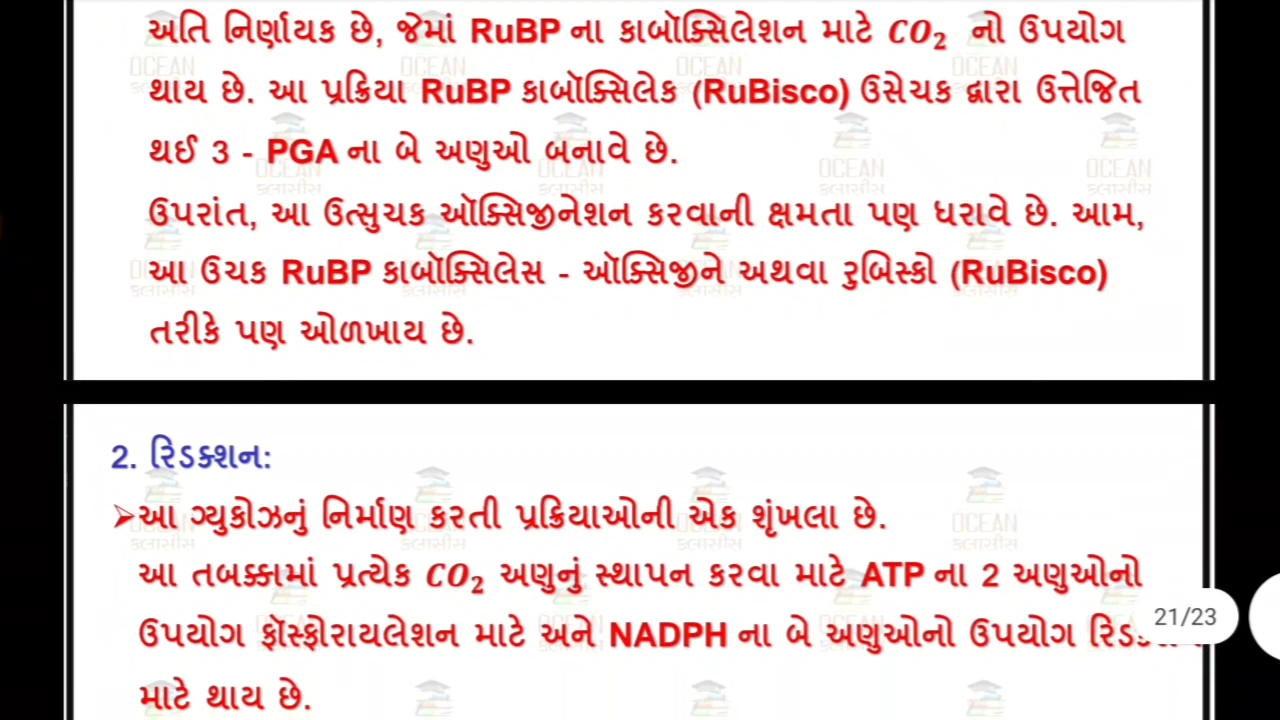 અતિ નિર્ણાયક છે, જેમાં RuBP ના કાબૉક્સિલેશન માટે CO₂ નો ઉપયોગ
થાય છે. આ પ્રક્રિયા RuBP કાબૉક્સિલેક (RuBisco) ઉસેચક દ્વારા ઉત્તેજિત
થઈ 3 - PGA ના બે અણુઓ બનાવે છે.
ઉપરાંત, આ ઉત્સુચક ઑક્સિજીનેશન કરવાની ક્ષમતા પણ ધરાવે છે. આમ,
આ ઉચક RuBP કાબૉક્સિલેસ - ઑક્સિજીને અથવા રુબિસ્કો (RuBisco)
તરીકે પણ ઓળખાય છે.
2. રિડક્શન:
➢આ ગ્યુકોઝનું નિર્માણ કરતી પ્રક્રિયાઓની એક શૃંખલા છે.
આ તબક્કામાં પ્રત્યેક CO₂ અણુનું સ્થાપન કરવા માટે ATP ના 2 અણુઓનો
ઉપયોગ ફૉસ્ફોરાયલેશન માટે અને NADPH ના બે અણુઓનો ઉપયોગ
માટે થાય છે.
21/23
OCEAN
ક્લાસીસ